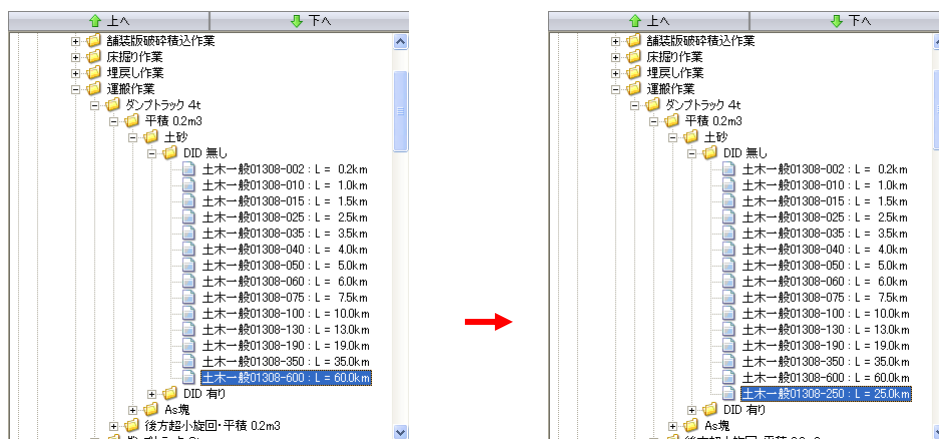 上へ 下へ
舗装版破砕積込作業
床掘り作業
埋戻し作業
運搬作業
ダンプトラック 4t
平積 0.2m3
土砂
DID 無し
土木一般01308-002 : L = 0.2km
土木一般01308-010 : L = 1.0km
土木一般01308-015 : L = 1.5km
土木一般01308-025 : L = 2.5km
土木一般01308-035 : L = 3.5km
土木一般01308-040 : L = 4.0km
土木一般01308-050 : L = 5.0km
土木一般01308-060 : L = 6.0km
土木一般01308-075 : L = 7.5km
土木一般01308-100 : L = 10.0km
土木一般01308-130 : L = 13.0km
土木一般01308-190 : L = 19.0km
土木一般01308-350 : L = 35.0km
土木一般01308-600 : L = 60.0km
DID 有り
As塊
後方超小旋回・平積 0.2m3
上へ 下へ
舗装版破砕積込作業
床掘り作業
埋戻し作業
運搬作業
ダンプトラック 4t
平積 0.2m3
土砂
DID 無し
土木一般01308-002 : L = 0.2km
土木一般01308-010 : L = 1.0km
土木一般01308-015 : L = 1.5km
土木一般01308-025 : L = 2.5km
土木一般01308-035 : L = 3.5km
土木一般01308-040 : L = 4.0km
土木一般01308-050 : L = 5.0km
土木一般01308-060 : L = 6.0km
土木一般01308-075 : L = 7.5km
土木一般01308-100 : L = 10.0km
土木一般01308-130 : L = 13.0km
土木一般01308-190 : L = 19.0km
土木一般01308-350 : L = 35.0km
土木一般01308-600 : L = 60.0km
土木一般01308-250 : L = 25.0km
DID 有り
As塊